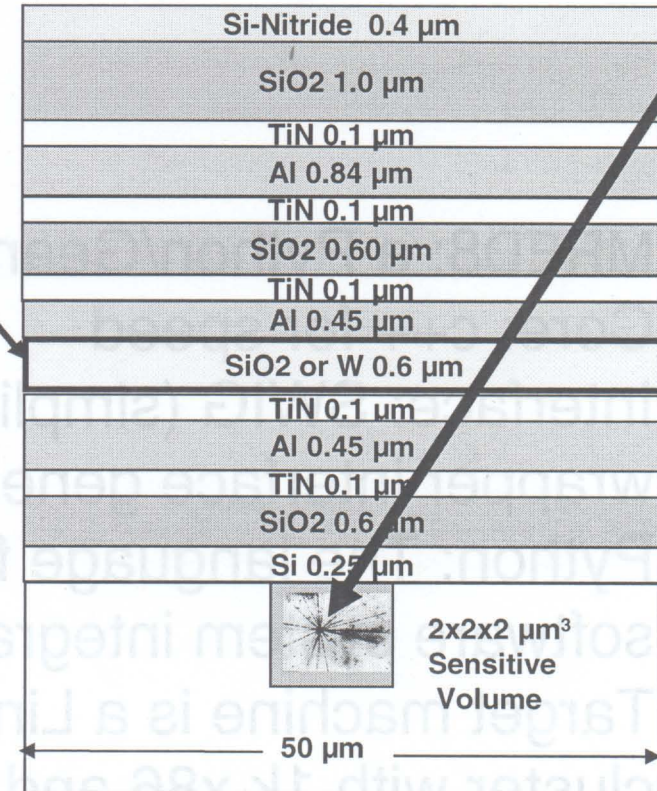 Si-Nitride 0.4 µm
SiO2 1.0 µm
TiN 0.1 µm
Al 0.84 µm
TiN 0.1 µm
SiO2 0.60 µm
TiN 0.1 µm
Al 0.45 µm
SiO2 or W 0.6 µm
TiN 0.1 µm
Al 0.45 µm
TiN 0.1 µm
SiO2 0.6 µm
Si 0.25 µm
2x2x2 µm³
Sensitive
Volume
50 µm